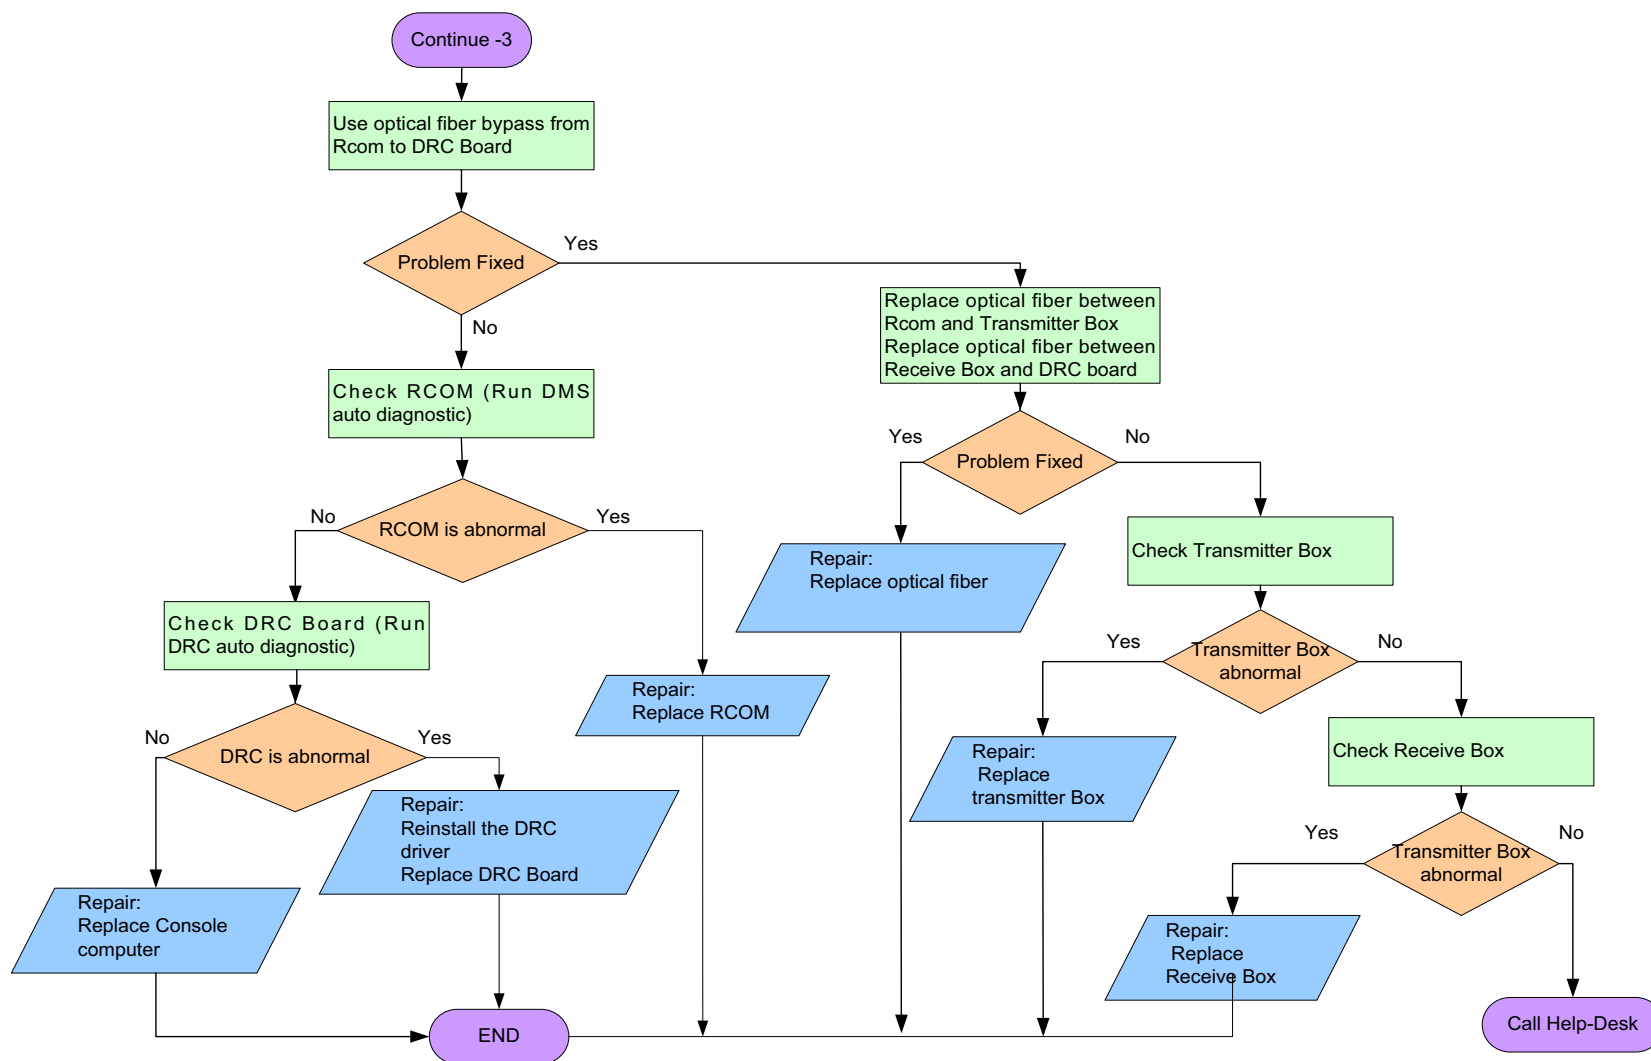 Continue -3
Use optical fiber bypass from
Rcom to DRC Board
Problem Fixed
Yes
No
Replace optical fiber between
Rcom and Transmitter Box
Replace optical fiber between
Receive Box and DRC board
Check RCOM (Run DMS
auto diagnostic)
Problem Fixed
Yes
No
RCOM is abnormal
No
Yes
Repair:
Replace optical fiber
Check Transmitter Box
Check DRC Board (Run
DRC auto diagnostic)
Transmitter Box
abnormal
Yes
No
Repair:
Replace RCOM
DRC is abnormal
No
Yes
Repair:
Replace
transmitter Box
Check Receive Box
Repair:
Reinstall the DRC
driver
Replace DRC Board
Transmitter Box
abnormal
Yes
No
Repair:
Replace Console
computer
Repair:
Replace
Receive Box
END
Call Help-Desk